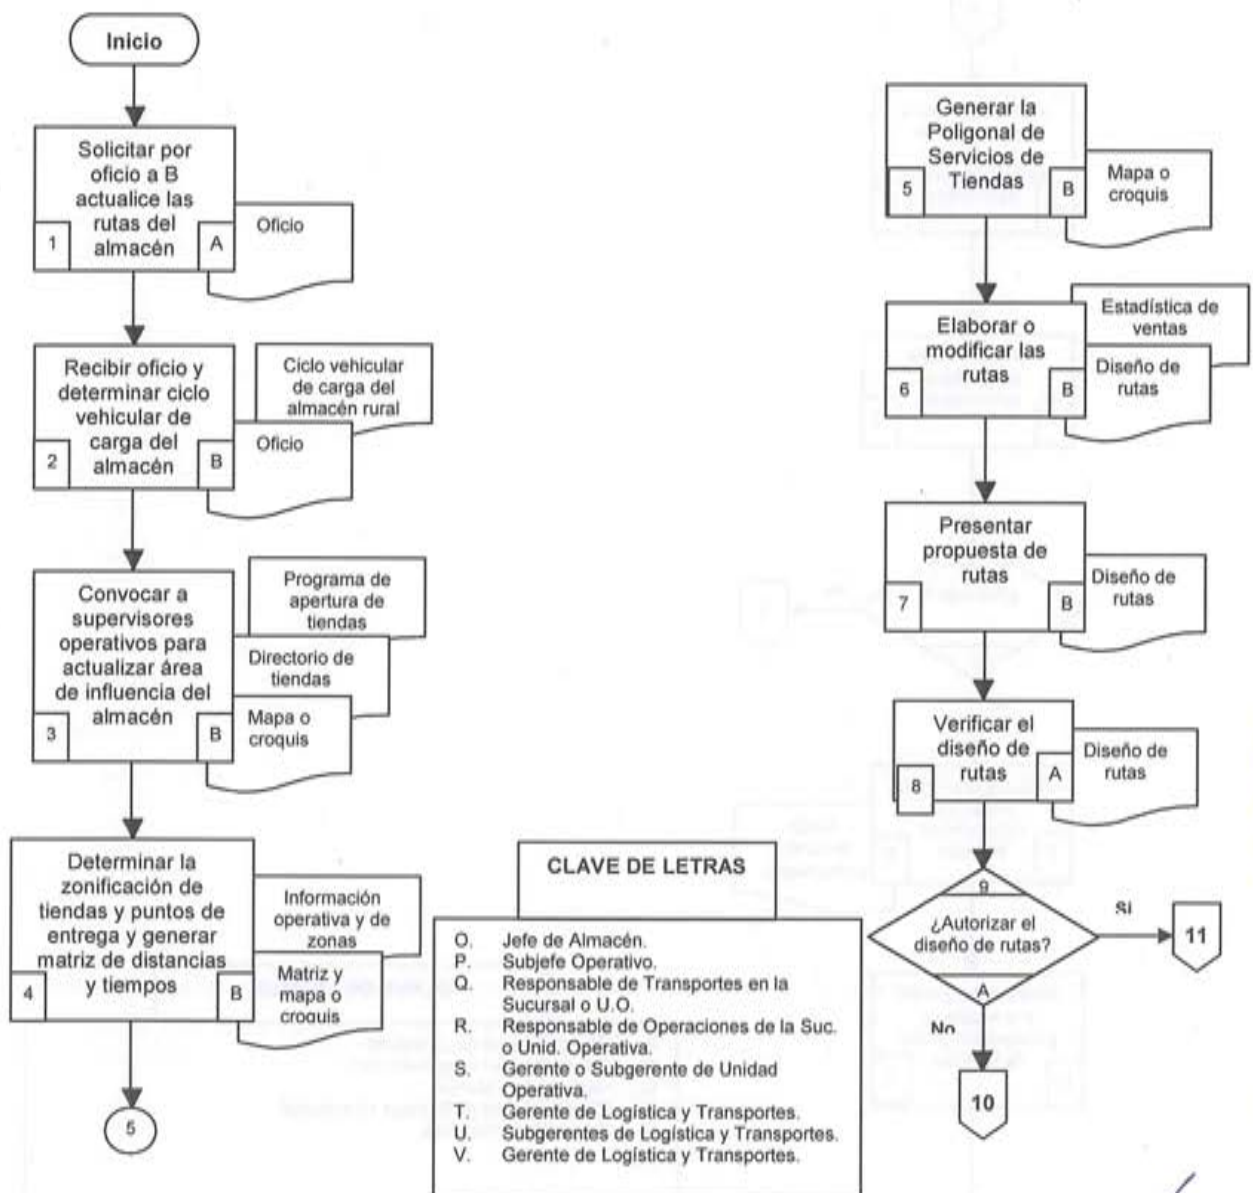 Inicio
Solicitar por
oficio a B
actualice las
rutas del
almacén
1
A
Oficio
Recibir oficio y
determinar ciclo
vehicular de
carga del
almacén
2
B
Ciclo vehicular
de carga del
almacén rural
Oficio
Convocar a
supervisores
operativos para
actualizar área
de influencia del
almacén
3
B
Programa de
apertura de
tiendas
Directorio de
tiendas
Mapa o
croquis
Determinar la
zonificación de
tiendas y puntos de
entrega y generar
matriz de distancias
y tiempos
4
B
Información
operativa y de
zonas
Matriz y
mapa o
croquis
5
CLAVE DE LETRAS
O. Jefe de Almacén.
P. Subjefe Operativo.
Q. Responsable de Transportes en la
Sucursal o U.O.
R. Responsable de Operaciones de la Suc.
o Unid. Operativa.
S. Gerente o Subgerente de Unidad
Operativa.
T. Gerente de Logística y Transportes.
U. Subgerentes de Logística y Transportes.
V. Gerente de Logística y Transportes.
Generar la
Poligonal de
Servicios de
Tiendas
5
B
Mapa o
croquis
Elaborar o
modificar las
rutas
6
B
Estadística de
ventas
Diseño de
rutas
Presentar
propuesta de
rutas
7
B
Diseño de
rutas
Verificar el
diseño de
rutas
8
A
Diseño de
rutas
9
¿Autorizar el
diseño de rutas?
A
Sí
11
No
10